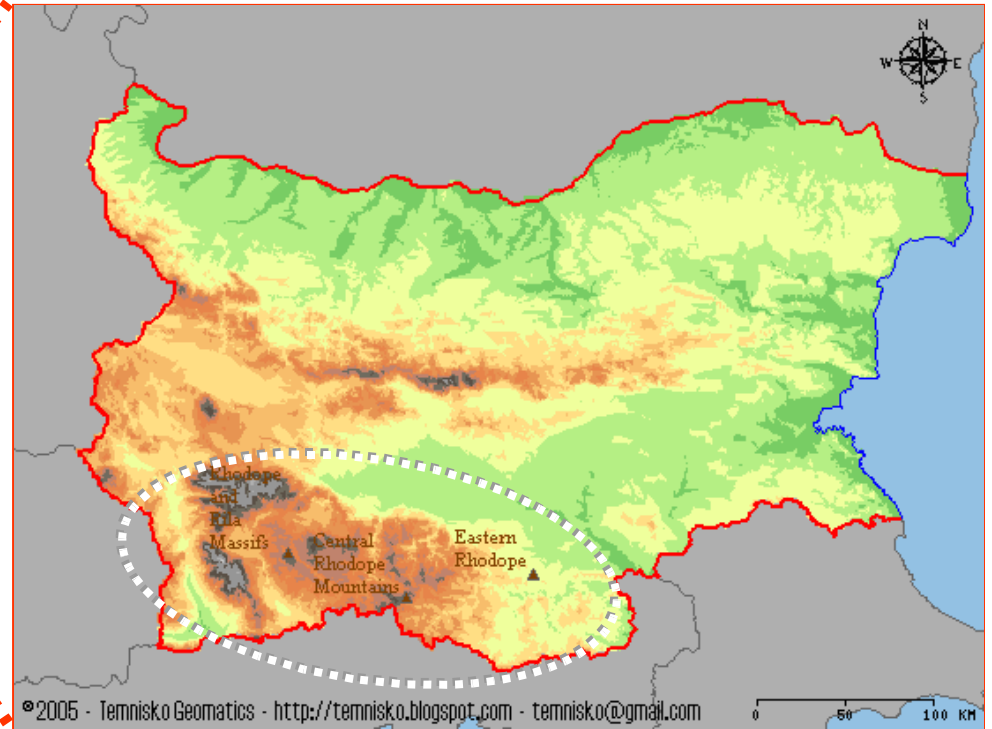 N
W E
S
Rhodope
and
Rila
Massifs
Central
Rhodope
Mountains
Eastern
Rhodope
©2005 - Temnisko Geomatics - http://temnisko.blogspot.com - temnisko@gmail.com
0 50 100 KM